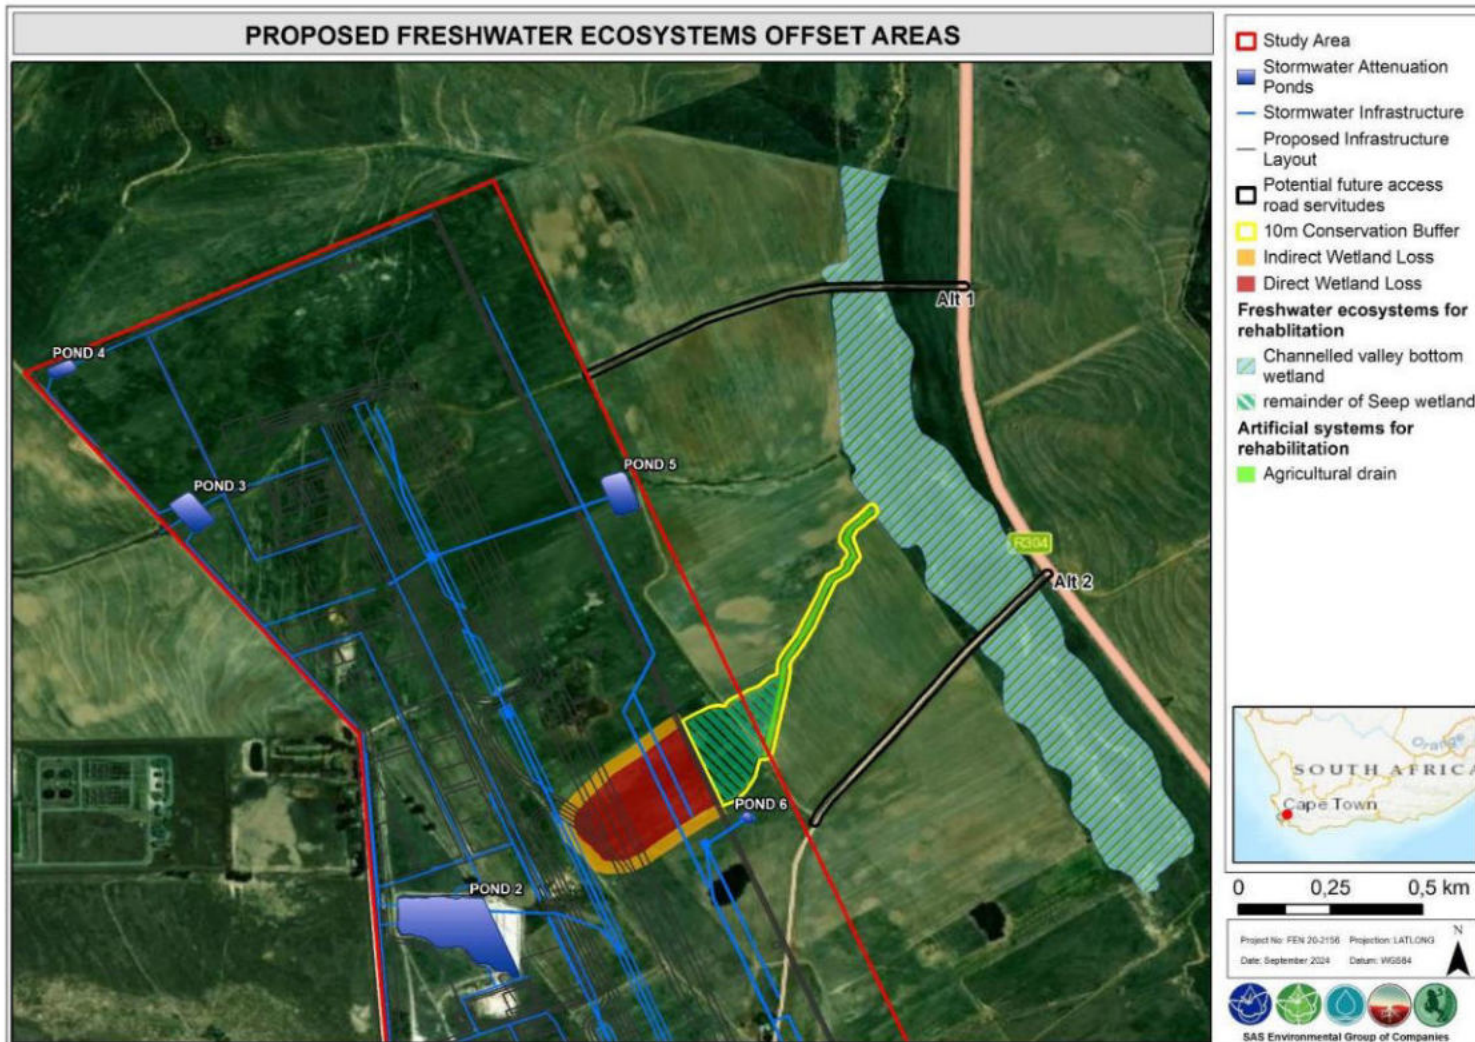 PROPOSED FRESHWATER ECOSYSTEMS OFFSET AREAS
POND 4
POND 3
POND 5
Alt 1
R304
Alt 2
POND 6
POND 2
Study Area
Stormwater Attenuation
Ponds
Stormwater Infrastructure
Proposed Infrastructure
Layout
Potential future access
road servitudes
10m Conservation Buffer
Indirect Wetland Loss
Direct Wetland Loss
Freshwater ecosystems for
rehablitation
Channelled valley bottom
wetland
remainder of Seep wetland
Artificial systems for
rehabilitation
Agricultural drain
Orange
SOUTH AFRICA
Cape Town
0 0,25 0,5 km
Project No: FEN 20-2156 Projection: LATLONG
Date: September 2024 Datum: WGS84
N
SAS Environmental Group of Companies